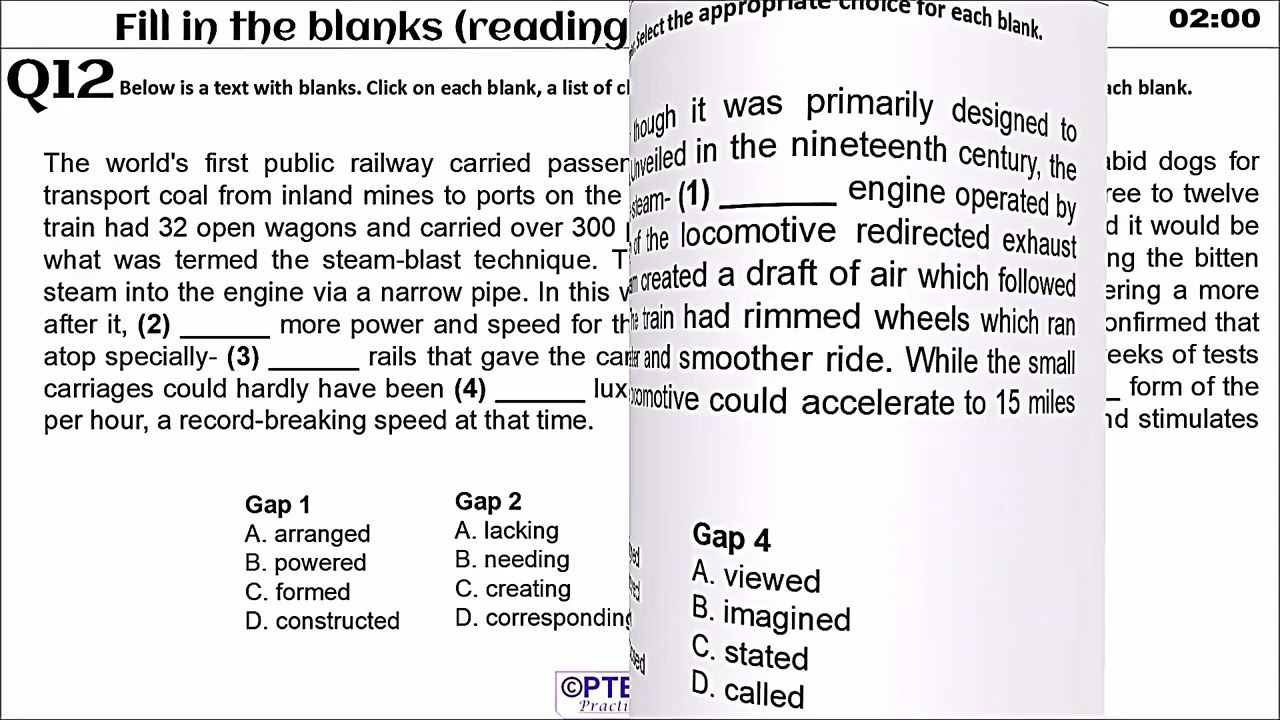 Fill in the blanks (reading
02:00
Q12 Below is a text with blanks. Click on each blank, a list of
Select the appropriate choice for each blank.
ach blank.
The world's first public railway carried passen
though it was primarily designed to
abid dogs for
transport coal from inland mines to ports on the
Unveiled in the nineteenth century, the
ree to twelve
train had 32 open wagons and carried over 300
steam- (1) ________ engine operated by
d it would be
what was termed the steam-blast technique. T
of the locomotive redirected exhaust
ng the bitten
steam into the engine via a narrow pipe. In this
created a draft of air which followed
ering a more
after it, (2) ______ more power and speed for th
train had rimmed wheels which ran
onfirmed that
atop specially- (3) ______ rails that gave the car
and smoother ride. While the small
eeks of tests
carriages could hardly have been (4) ______ lux
comotive could accelerate to 15 miles
_ form of the
per hour, a record-breaking speed at that time.
nd stimulates
Gap 1
A. arranged
B. powered
C. formed
D. constructed
Gap 2
A. lacking
B. needing
C. creating
D. corresponding
Gap 4
A. viewed
B. imagined
C. stated
D. called
©PTE
Practi